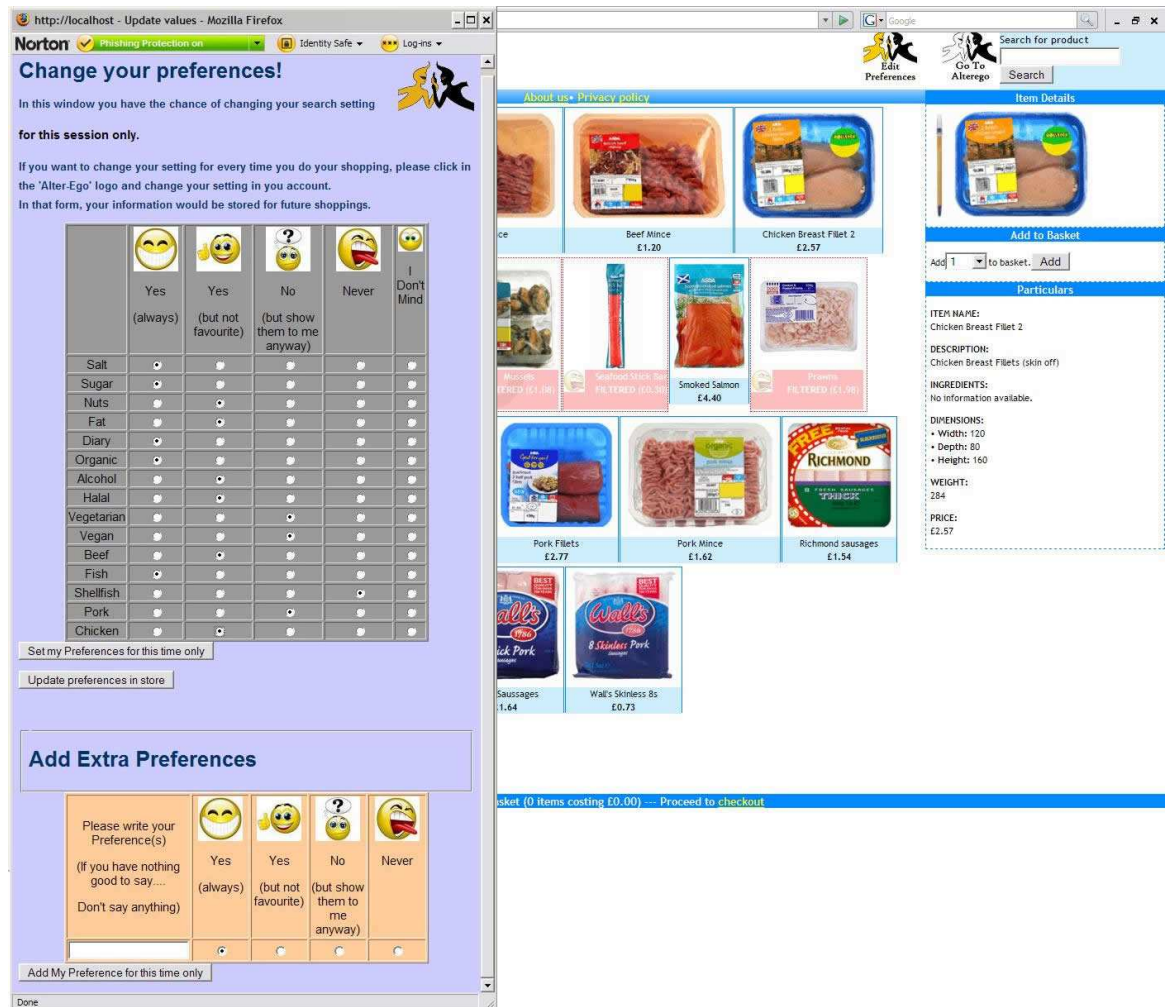 http://localhost - Update values - Mozilla Firefox
Norton Phishing Protection on Identity Safe Log-ins
Change your preferences!
In this window you have the chance of changing your search setting
for this session only.
If you want to change your setting for every time you do your shopping, please click in
the 'Alter-Ego' logo and change your setting in you account.
In that form, your information would be stored for future shoppings.
Yes
(always)
Yes
(but not
favourite)
No
(but show
them to me
anyway)
Never
I
Don't
Mind
Salt
Sugar
Nuts
Fat
Diary
Organic
Alcohol
Halal
Vegetarian
Vegan
Beef
Fish
Shellfish
Pork
Chicken
Set my Preferences for this time only
Update preferences in store
Add Extra Preferences
Please write your
Preference(s)
(If you have nothing
good to say....
Don't say anything)
Yes
(always)
Yes
(but not
favourite)
No
(but show
them to
me
anyway)
Never
Add My Preference for this time only
Done
Google
Edit
Preferences
Go To
Alterego
Search for product
Search
About us• Privacy policy
Beef Mince
£1.20
Chicken Breast Fillet 2
£2.57
Mussels
Seafood Stick Bar
FILTERED
Smoked Salmon
£4.40
Prawns
FILTERED (£1.98)
Pork Fillets
£2.77
Organic
Pork Mince
£1.62
FREE
RICHMOND
8 FRESH SAUSAGES
THICK
Richmond sausages
£1.54
BEST
ick Pork
Saussages
£1.64
BEST
Wall's
1786
8 Skinless Pork
Sausages
Wall's Skinless 8s
£0.73
Item Details
Add to Basket
Add 1 to basket. Add
Particulars
ITEM NAME:
Chicken Breast Fillet 2
DESCRIPTION:
Chicken Breast Fillets (skin off)
INGREDIENTS:
No information available.
DIMENSIONS:
• Width: 120
• Depth: 80
• Height: 160
WEIGHT:
284
PRICE:
£2.57
asket (0 items costing £0.00) --- Proceed to checkout